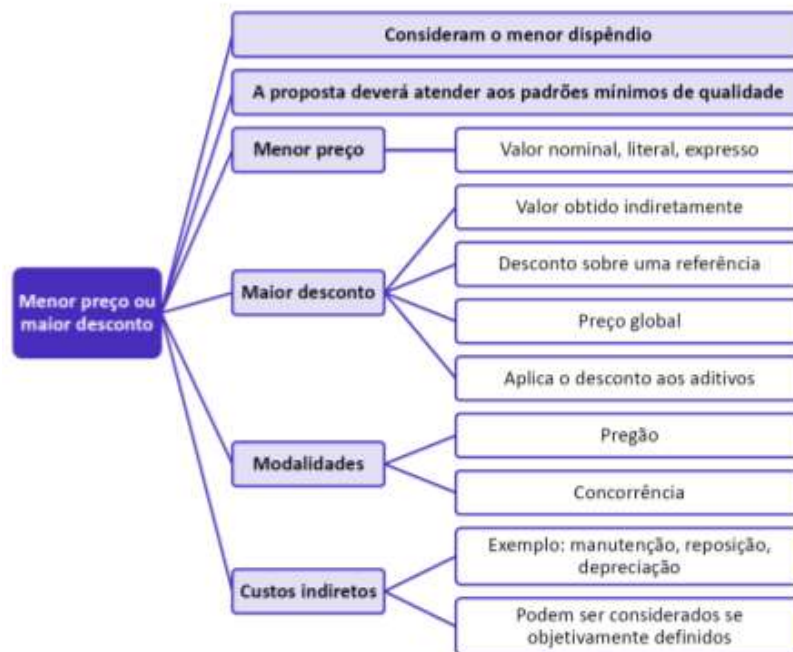 Consideram o menor dispêndio
A proposta deverá atender aos padrões mínimos de qualidade
Menor preço
Valor nominal, literal, expresso
Valor obtido indiretamente
Desconto sobre uma referência
Menor preço ou
maior desconto
Maior desconto
Preço global
Aplica o desconto aos aditivos
Modalidades
Pregão
Concorrência
Custos indiretos
Exemplo: manutenção, reposição,
depreciação
Podem ser considerados se
objetivamente definidos